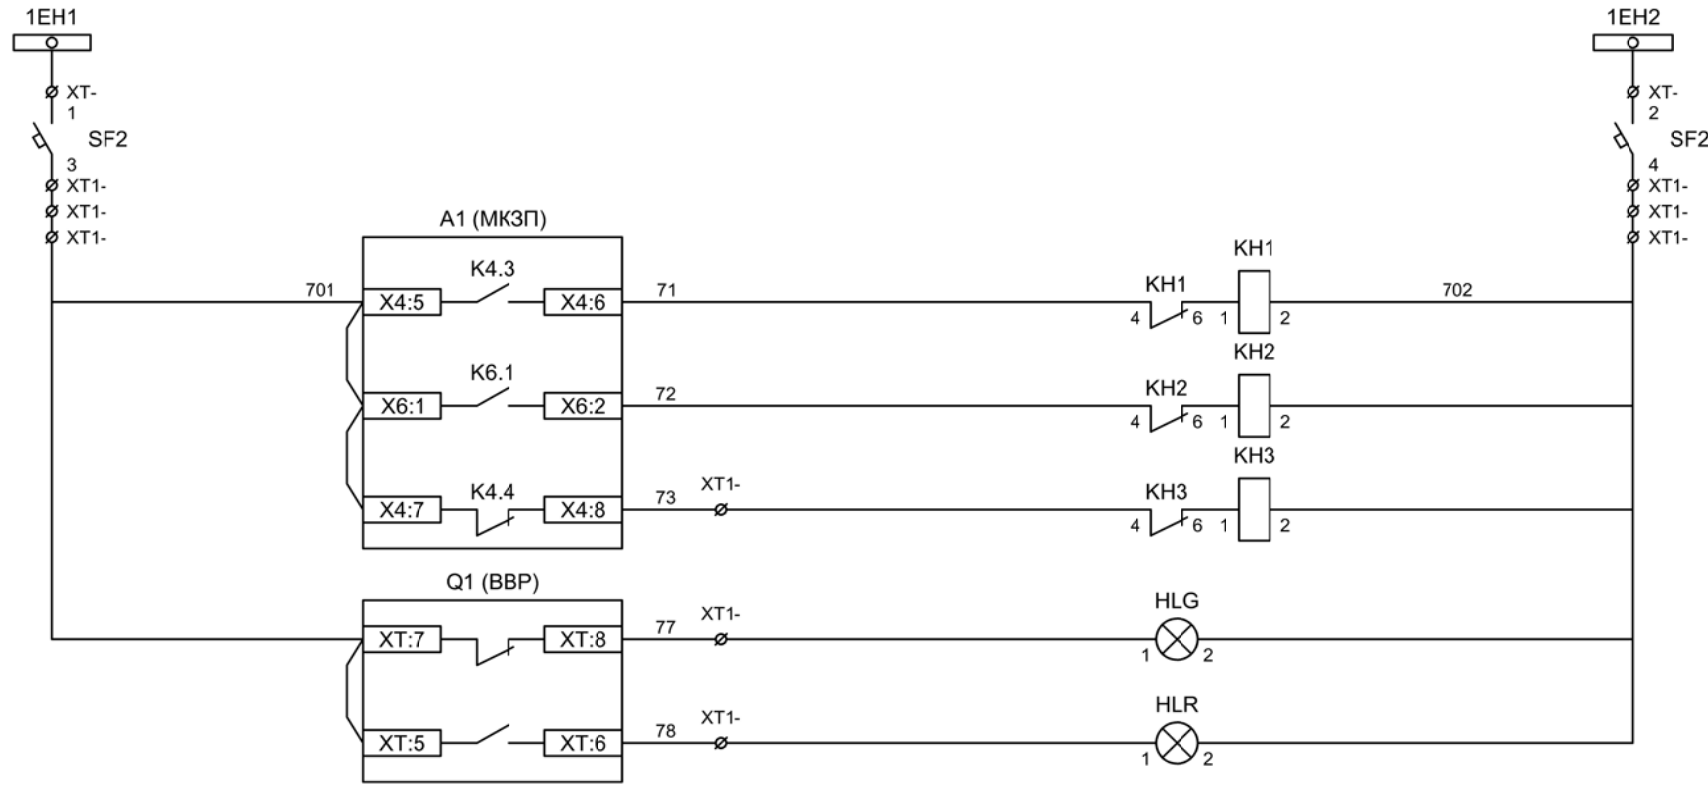 1EH1
1EH2
XT-
XT-
1
2
SF2
SF2
3
4
XT1-
XT1-
XT1-
XT1-
XT1-
XT1-
A1 (МКЗП)
701
X4:5
K4.3
X4:6
71
KH1
4
6
KH1
1
2
702
X6:1
K6.1
X6:2
72
KH2
4
6
KH2
1
2
X4:7
K4.4
X4:8
73
XT1-
KH3
4
6
KH3
1
2
Q1 (ВВР)
XT:7
XT:8
77
XT1-
HLG
1
2
XT:5
XT:6
78
XT1-
HLR
1
2